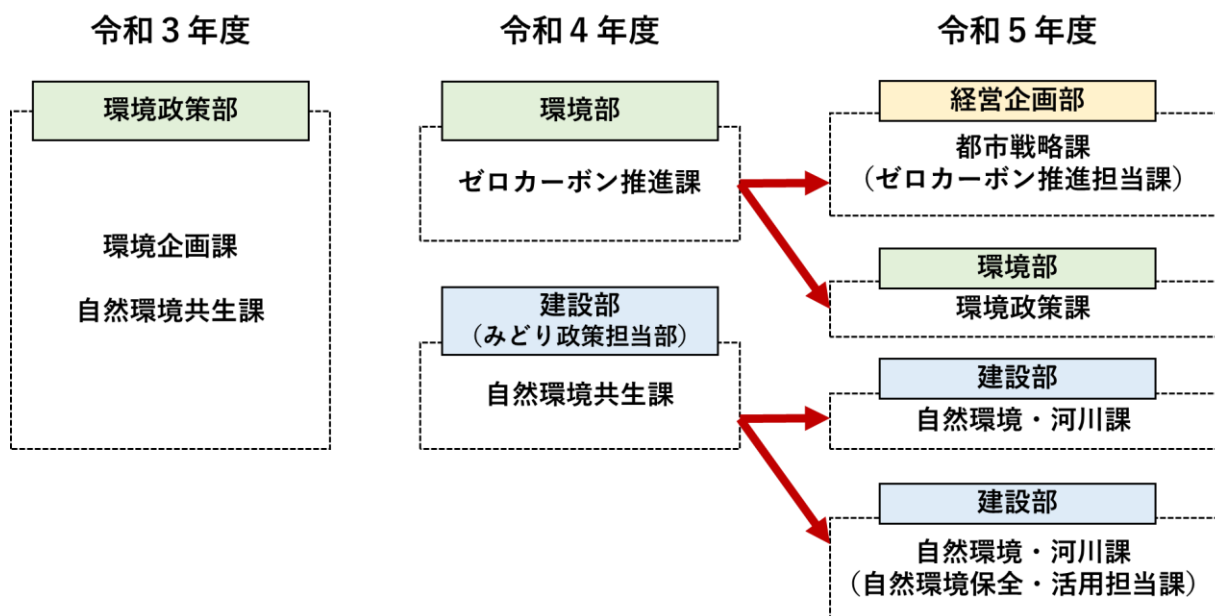 令和３年度
環境政策部
環境企画課
自然環境共生課
令和４年度
環境部
ゼロカーボン推進課
建設部
（みどり政策担当部）
自然環境共生課
令和５年度
経営企画部
都市戦略課
（ゼロカーボン推進担当課）
環境部
環境政策課
建設部
自然環境・河川課
建設部
自然環境・河川課
（自然環境保全・活用担当課）